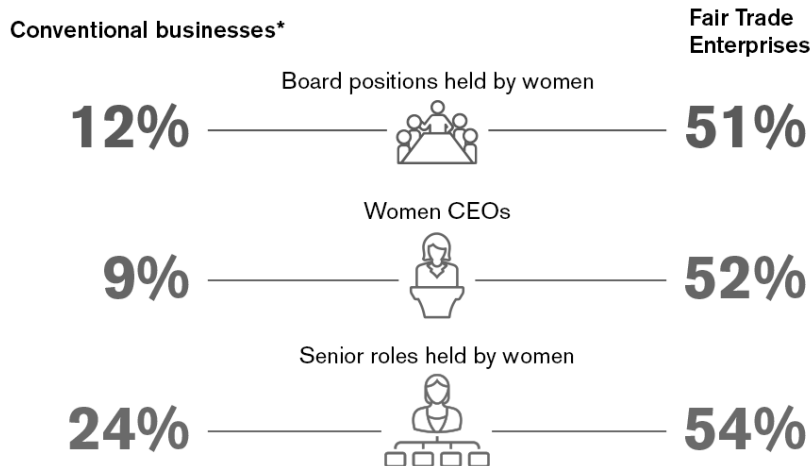 Conventional businesses*
Fair Trade
Enterprises
Board positions held by women
12%
51%
Women CEOs
9%
52%
Senior roles held by women
24%
54%